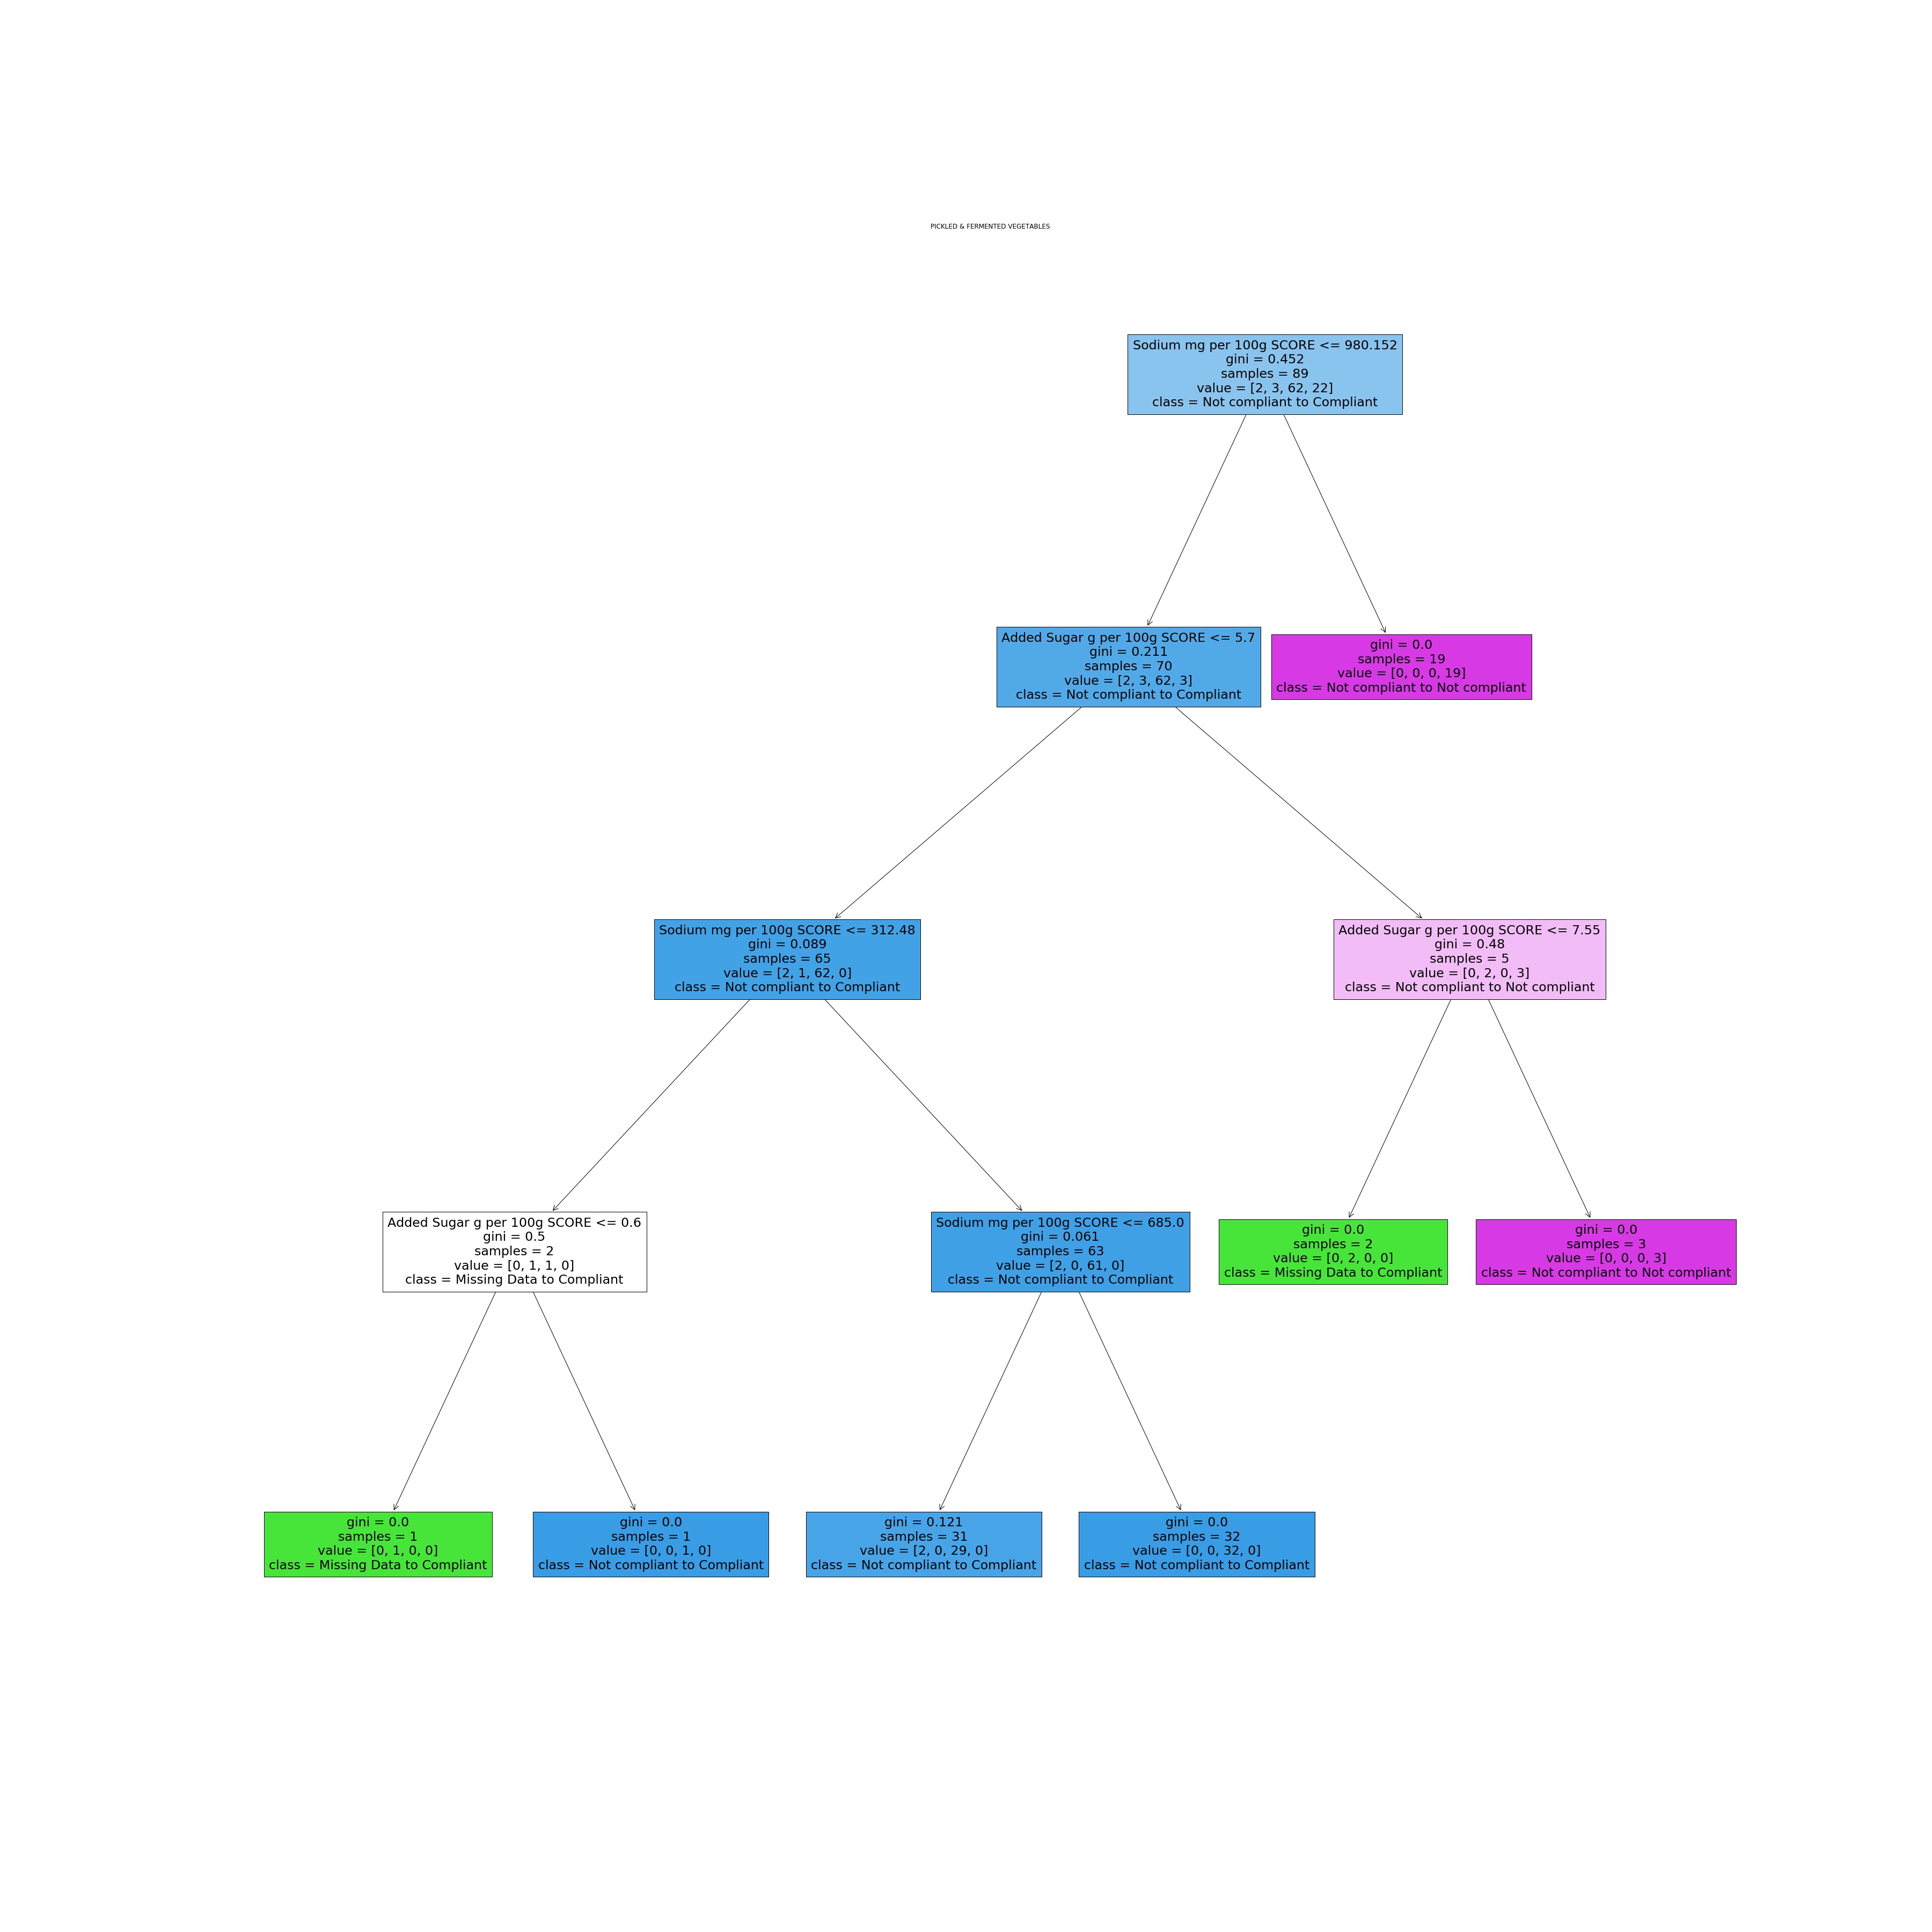 PICKLED & FERMENTED VEGETABLES
Sodium mg per 100g SCORE <= 980.152
gini = 0.452
samples = 89
value = [2, 3, 62, 22]
class = Not compliant to Compliant
Added Sugar g per 100g SCORE <= 5.7
gini = 0.211
samples = 70
value = [2, 3, 62, 3]
class = Not compliant to Compliant
gini = 0.0
samples = 19
value = [0, 0, 0, 19]
class = Not compliant to Not compliant
Sodium mg per 100g SCORE <= 312.48
gini = 0.089
samples = 65
value = [2, 1, 62, 0]
class = Not compliant to Compliant
Added Sugar g per 100g SCORE <= 7.55
gini = 0.48
samples = 5
value = [0, 2, 0, 3]
class = Not compliant to Not compliant
Added Sugar g per 100g SCORE <= 0.6
gini = 0.5
samples = 2
value = [0, 1, 1, 0]
class = Missing Data to Compliant
Sodium mg per 100g SCORE <= 685.0
gini = 0.061
samples = 63
value = [2, 0, 61, 0]
class = Not compliant to Compliant
gini = 0.0
samples = 2
value = [0, 2, 0, 0]
class = Missing Data to Compliant
gini = 0.0
samples = 3
value = [0, 0, 0, 3]
class = Not compliant to Not compliant
gini = 0.0
samples = 1
value = [0, 1, 0, 0]
class = Missing Data to Compliant
gini = 0.0
samples = 1
value = [0, 0, 1, 0]
class = Not compliant to Compliant
gini = 0.121
samples = 31
value = [2, 0, 29, 0]
class = Not compliant to Compliant
gini = 0.0
samples = 32
value = [0, 0, 32, 0]
class = Not compliant to Compliant